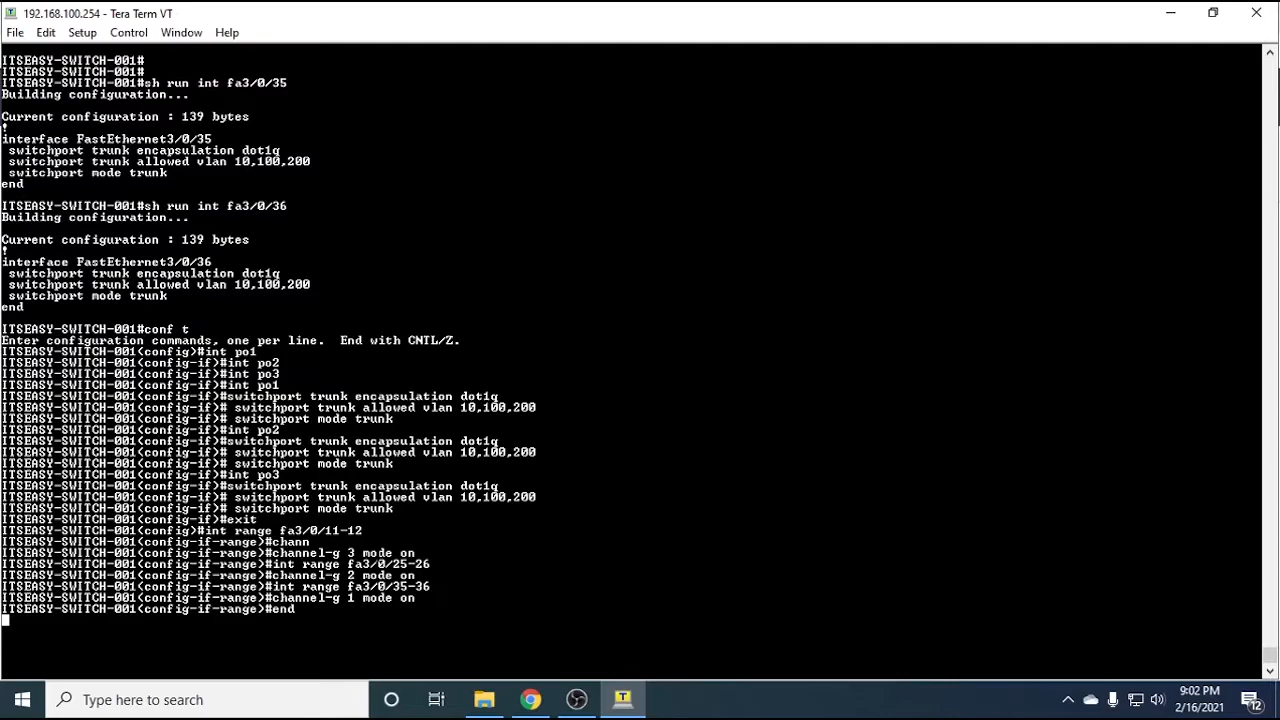 192.168.100.254 - Tera Term VT
File Edit Setup Control Window Help
ITSEASY-SWITCH-001#
ITSEASY-SWITCH-001#
ITSEASY-SWITCH-001#sh run int fa3/0/35
Building configuration...
Current configuration : 139 bytes
!
interface FastEthernet3/0/35
switchport trunk encapsulation dot1q
switchport trunk allowed vlan 10,100,200
switchport mode trunk
end
ITSEASY-SWITCH-001#sh run int fa3/0/36
Building configuration...
Current configuration : 139 bytes
!
interface FastEthernet3/0/36
switchport trunk encapsulation dot1q
switchport trunk allowed vlan 10,100,200
switchport mode trunk
end
ITSEASY-SWITCH-001#conf t
Enter configuration commands, one per line.  End with CNTL/Z.
ITSEASY-SWITCH-001(config)#int po1
ITSEASY-SWITCH-001(config-if)#int po2
ITSEASY-SWITCH-001(config-if)#int po3
ITSEASY-SWITCH-001(config-if)#int po1
ITSEASY-SWITCH-001(config-if)#switchport trunk encapsulation dot1q
ITSEASY-SWITCH-001(config-if)# switchport trunk allowed vlan 10,100,200
ITSEASY-SWITCH-001(config-if)# switchport mode trunk
ITSEASY-SWITCH-001(config-if)#int po2
ITSEASY-SWITCH-001(config-if)#switchport trunk encapsulation dot1q
ITSEASY-SWITCH-001(config-if)# switchport trunk allowed vlan 10,100,200
ITSEASY-SWITCH-001(config-if)# switchport mode trunk
ITSEASY-SWITCH-001(config-if)#int po3
ITSEASY-SWITCH-001(config-if)#switchport trunk encapsulation dot1q
ITSEASY-SWITCH-001(config-if)# switchport trunk allowed vlan 10,100,200
ITSEASY-SWITCH-001(config-if)# switchport mode trunk
ITSEASY-SWITCH-001(config-if)#exit
ITSEASY-SWITCH-001(config)#int range fa3/0/11-12
ITSEASY-SWITCH-001(config-if-range)#chann
ITSEASY-SWITCH-001(config-if-range)#channel-g 3 mode on
ITSEASY-SWITCH-001(config-if-range)#int range fa3/0/25-26
ITSEASY-SWITCH-001(config-if-range)#channel-g 2 mode on
ITSEASY-SWITCH-001(config-if-range)#int range fa3/0/35-36
ITSEASY-SWITCH-001(config-if-range)#channel-g 1 mode on
ITSEASY-SWITCH-001(config-if-range)#end
Type here to search
9:02 PM
2/16/2021
12